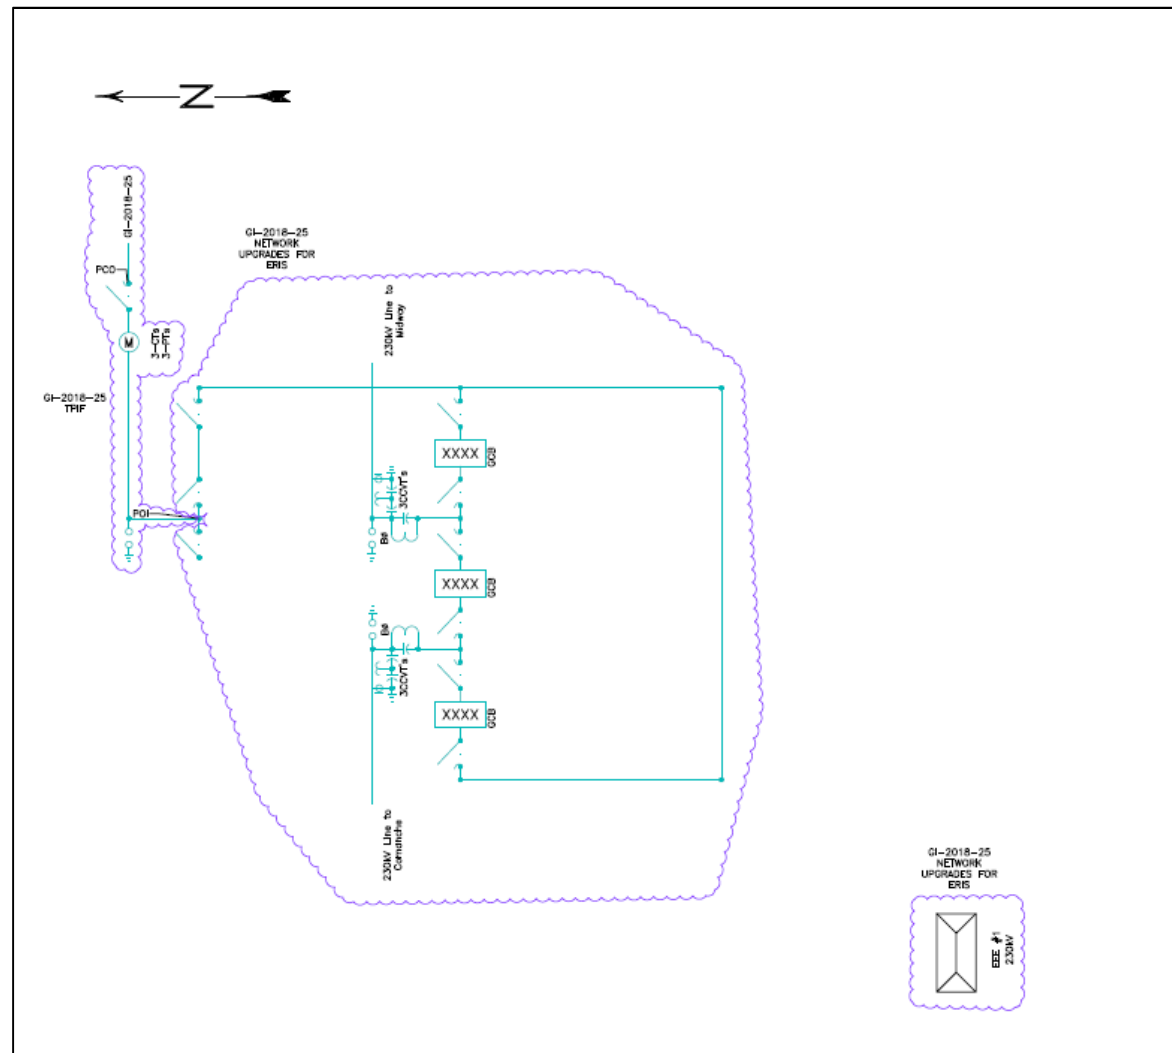 N
GI-2018-25
PCO
M
3-CTs
3-PTs
GI-2018-25
TPIF
POI
GI-2018-25
NETWORK
UPGRADES FOR
ERIS
230kV Line to
Midway
XXXX
GCB
3CCVT's
BØ
XXXX
GCB
BØ
3CCVT's
XXXX
GCB
230kV Line to
Comanche
GI-2018-25
NETWORK
UPGRADES FOR
ERIS
EEE #1
230kV